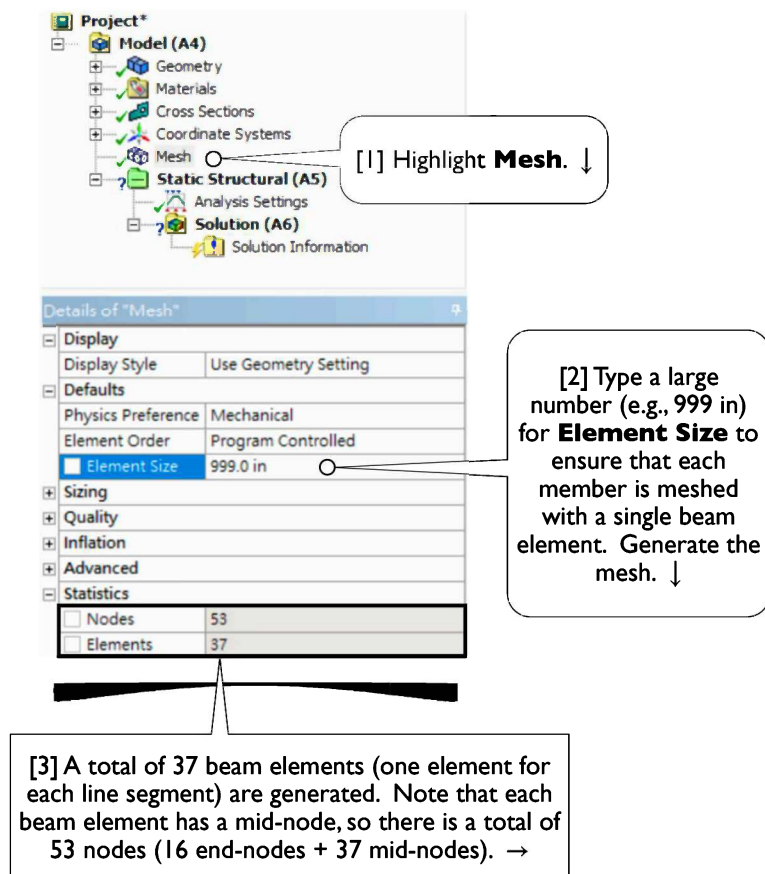 Project*
Model (A4)
Geometry
Materials
Cross Sections
Coordinate Systems
Mesh
Static Structural (A5)
Analysis Settings
Solution (A6)
Solution Information
[1] Highlight Mesh. ↓
Details of "Mesh"
Display
Display Style Use Geometry Setting
Defaults
Physics Preference Mechanical
Element Order Program Controlled
Element Size 999.0 in
Sizing
Quality
Inflation
Advanced
Statistics
Nodes 53
Elements 37
[2] Type a large
number (e.g., 999 in)
for Element Size to
ensure that each
member is meshed
with a single beam
element. Generate the
mesh. ↓
[3] A total of 37 beam elements (one element for
each line segment) are generated. Note that each
beam element has a mid-node, so there is a total of
53 nodes (16 end-nodes + 37 mid-nodes). →